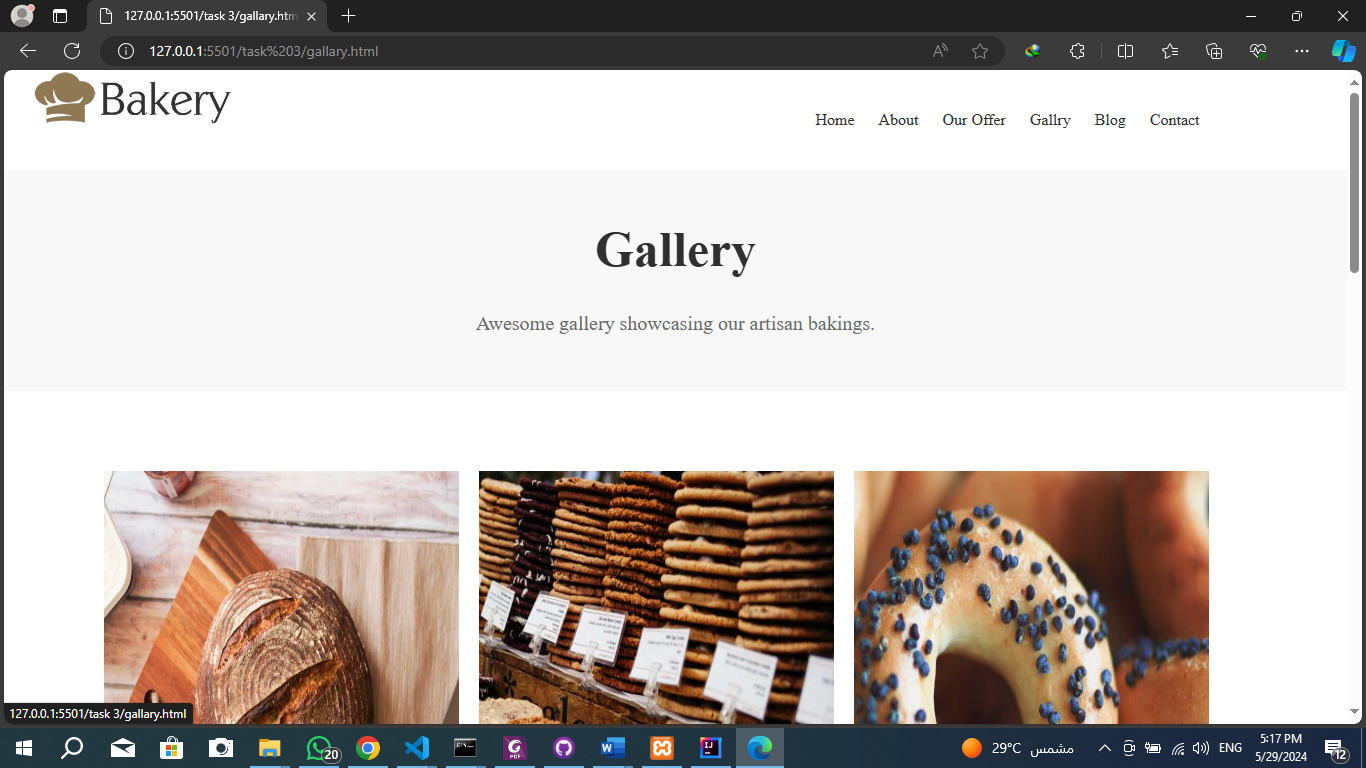 127.0.0.1:5501/task 3/gallary.htm
127.0.0.1:5501/task%203/gallary.html
Bakery
Home About Our Offer Gallry Blog Contact
Gallery
Awesome gallery showcasing our artisan bakings.
127.0.0.1:5501/task 3/gallary.html
20
29°C مشمس
ENG
5:17 PM
5/29/2024
12